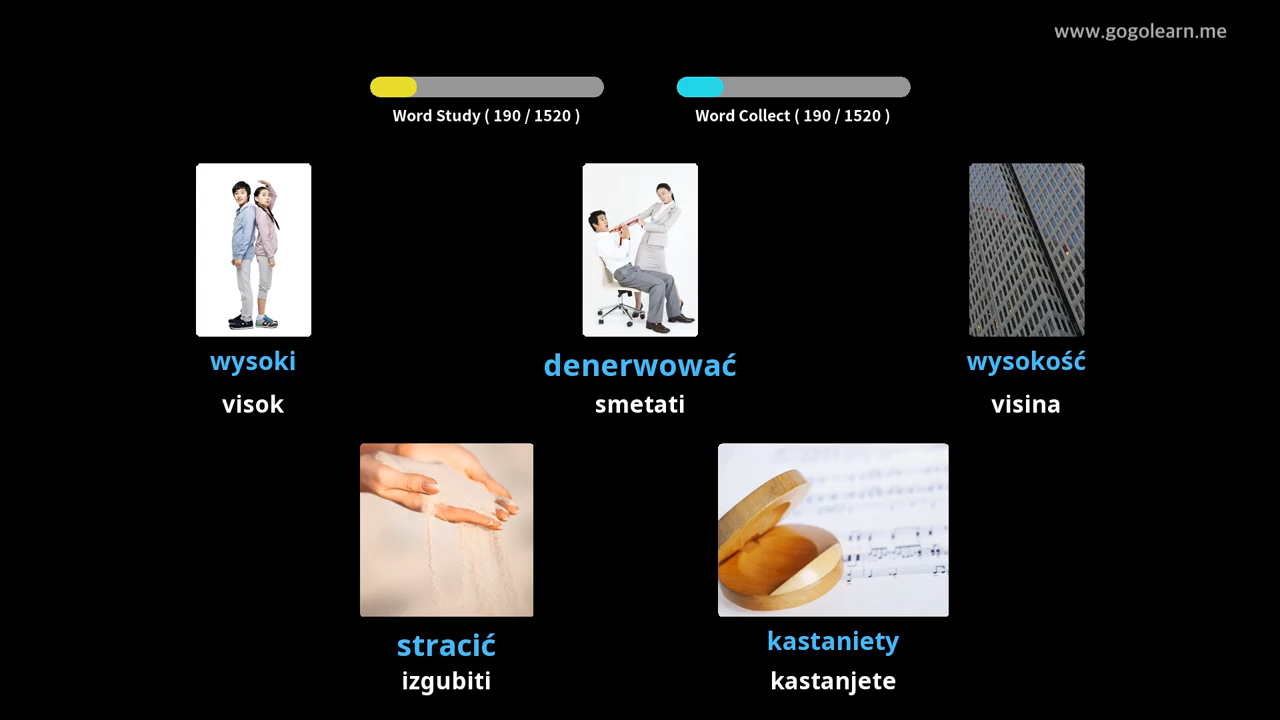 www.gogolearn.me
Word Study ( 190 / 1520 )
Word Collect ( 190 / 1520 )
wysoki
visok
denerwować
smetati
wysokość
visina
stracić
izgubiti
kastaniety
kastanjete